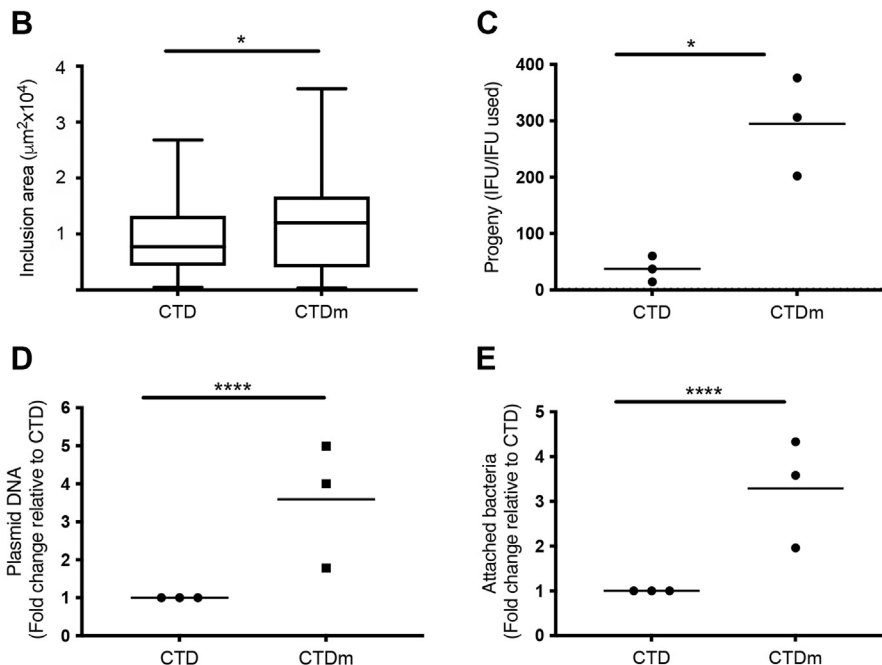 B
*
Inclusion area (μm²x10⁴)
4
3
2
1
CTD
CTDm
C
*
Progeny (IFU/IFU used)
400
300
200
100
0
CTD
CTDm
D
****
Plasmid DNA
(Fold change relative to CTD)
6
5
4
3
2
1
0
CTD
CTDm
E
****
Attached bacteria
(Fold change relative to CTD)
5
4
3
2
1
0
CTD
CTDm